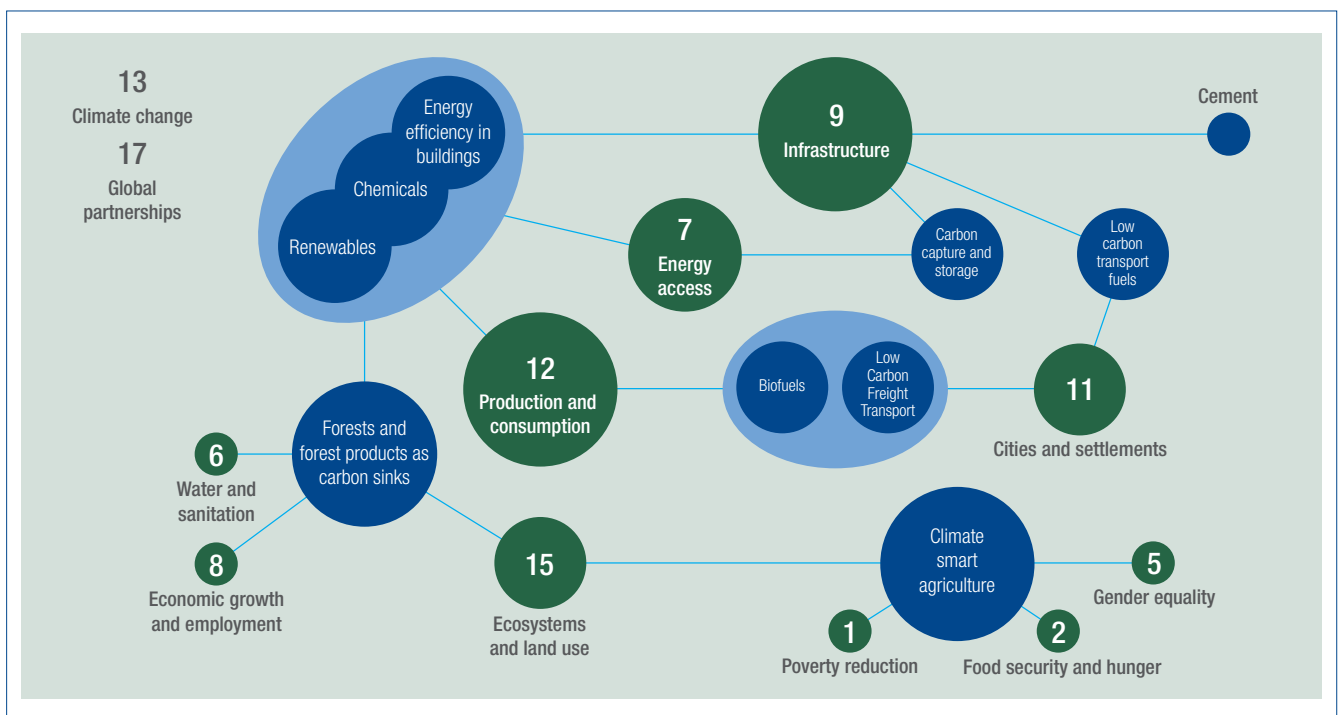 13
Climate change
17
Global
partnerships
Energy
efficiency in
buildings
Chemicals
Renewables
9
Infrastructure
Cement
7
Energy
access
Carbon
capture and
storage
Low
carbon
transport
fuels
12
Production and
consumption
Biofuels
Low
Carbon
Freight
Transport
11
Cities and settlements
Forests and
forest products as
carbon sinks
6
Water and
sanitation
8
Economic growth
and employment
15
Ecosystems
and land use
Climate
smart
agriculture
5
Gender equality
1
Poverty reduction
2
Food security and hunger